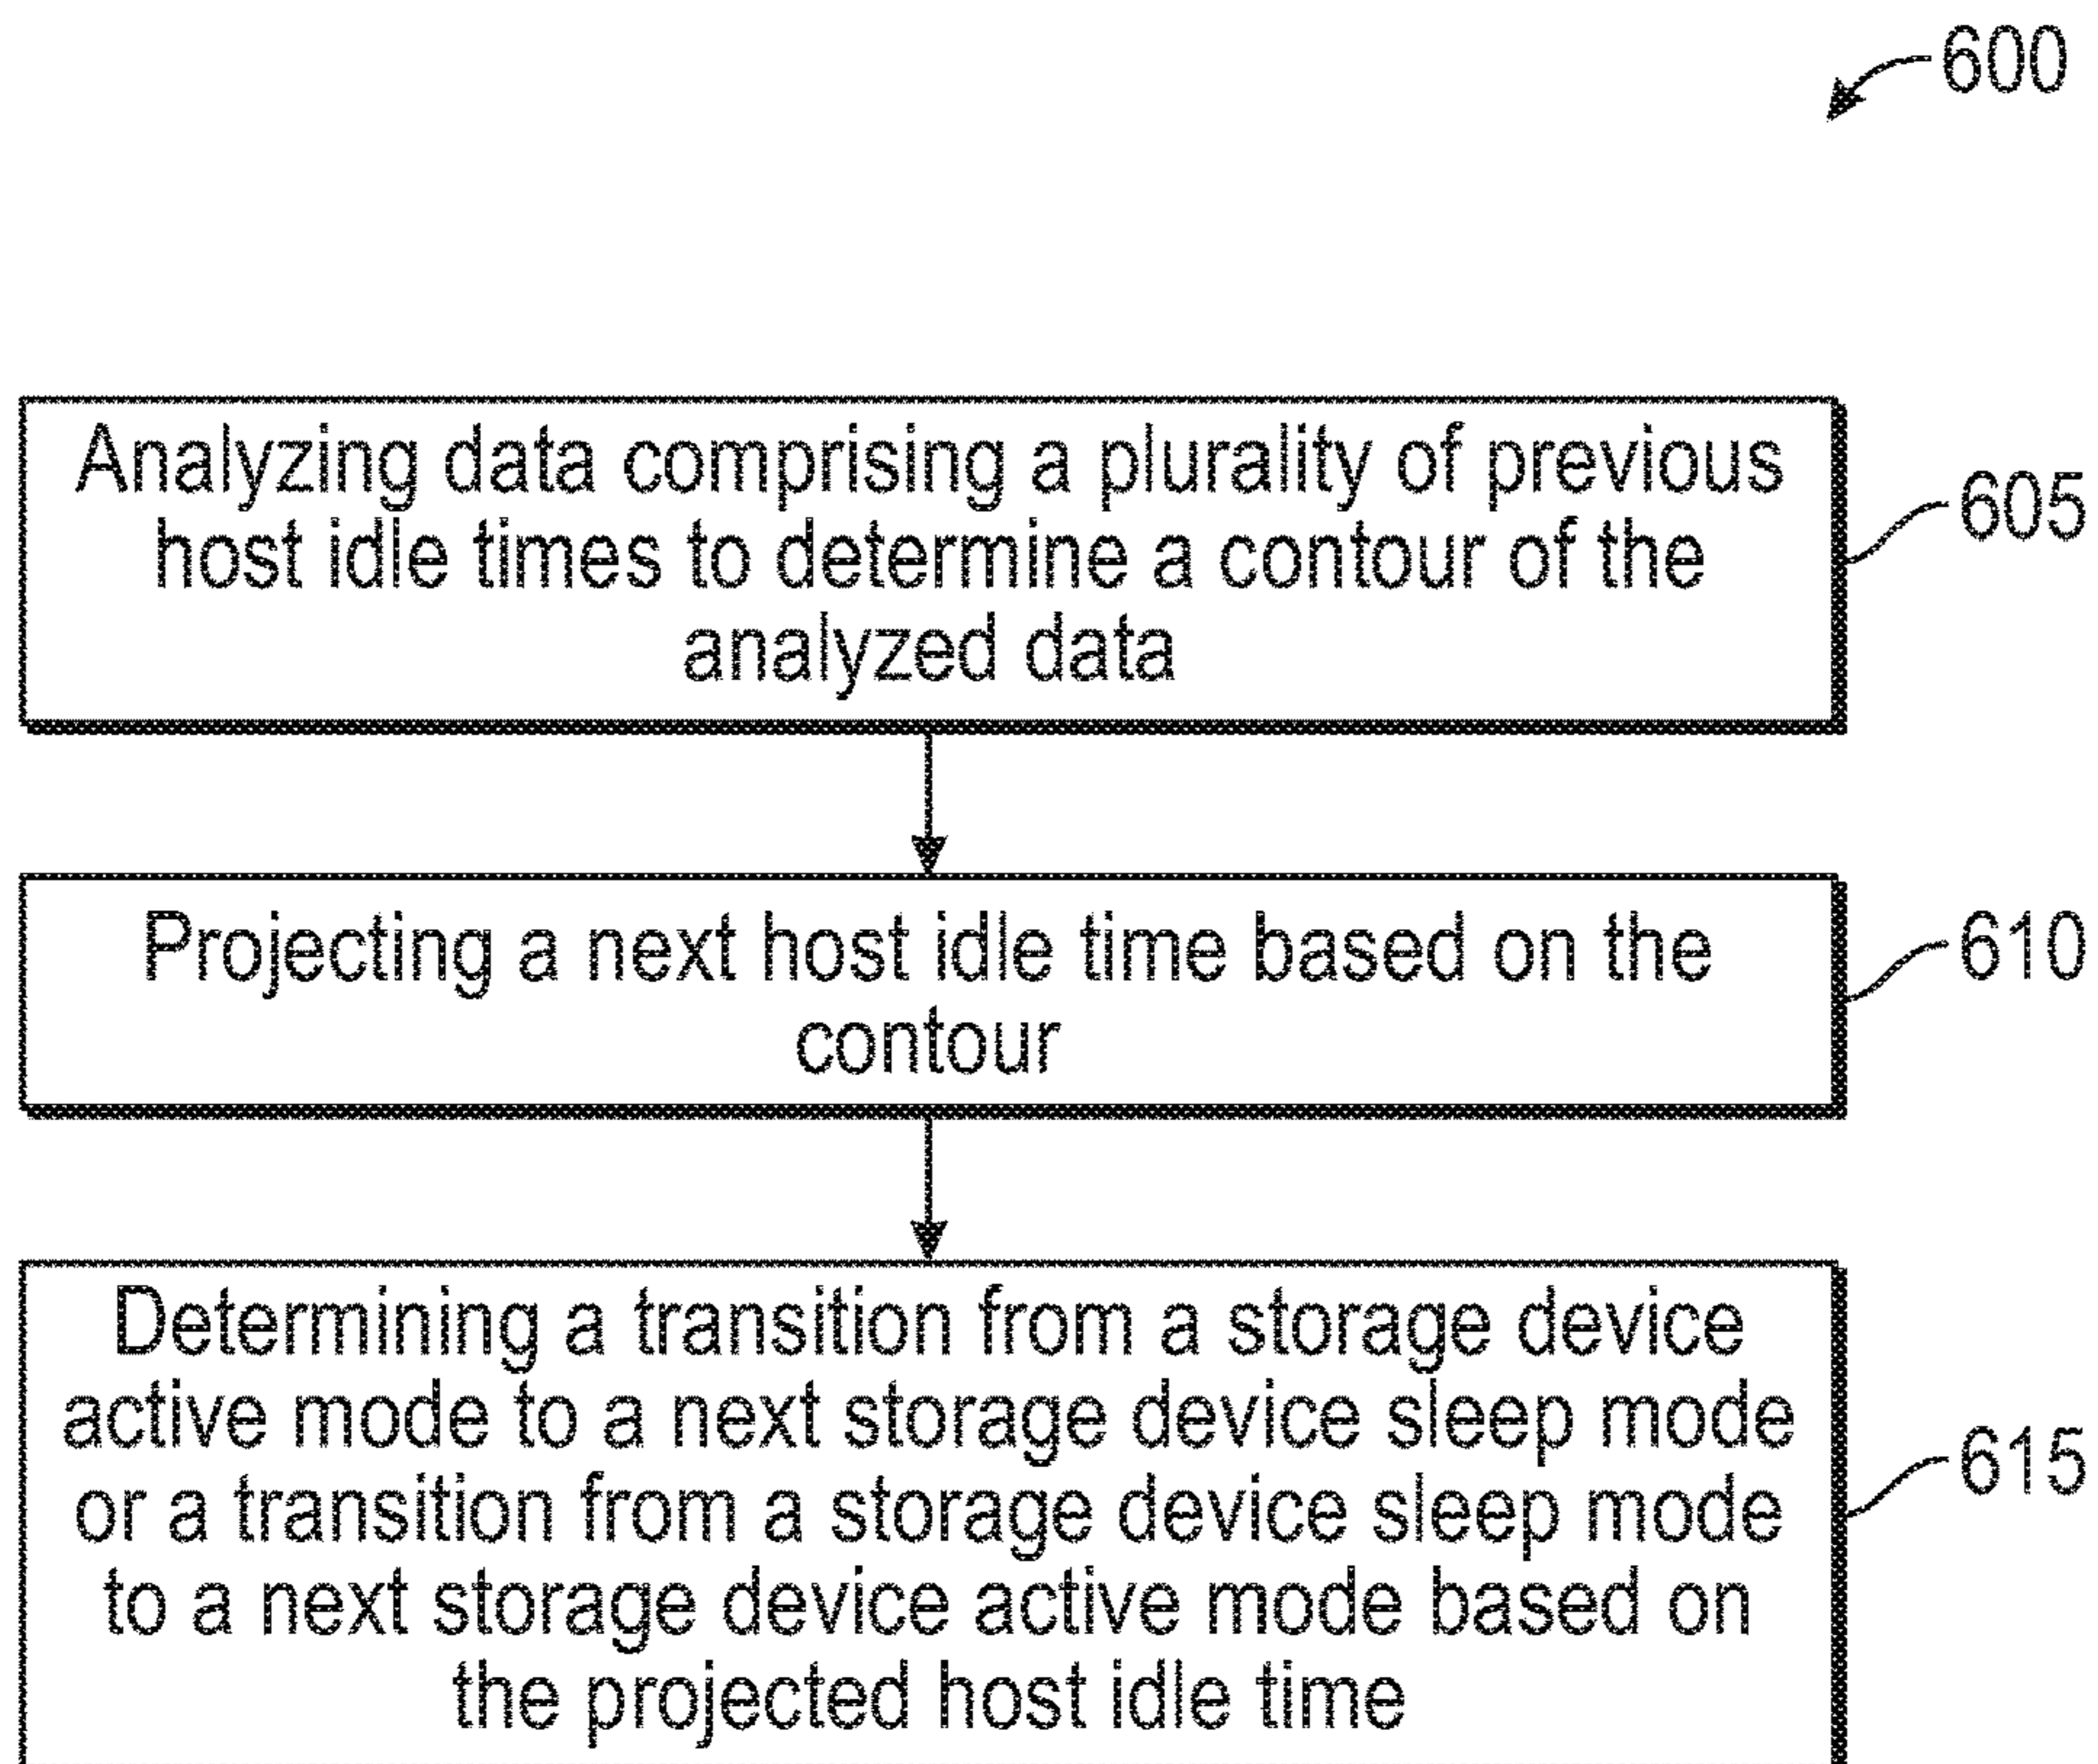 600
Analyzing data comprising a plurality of previous
host idle times to determine a contour of the
analyzed data
605
Projecting a next host idle time based on the
contour
610
Determining a transition from a storage device
active mode to a next storage device sleep mode
or a transition from a storage device sleep mode
to a next storage device active mode based on
the projected host idle time
615